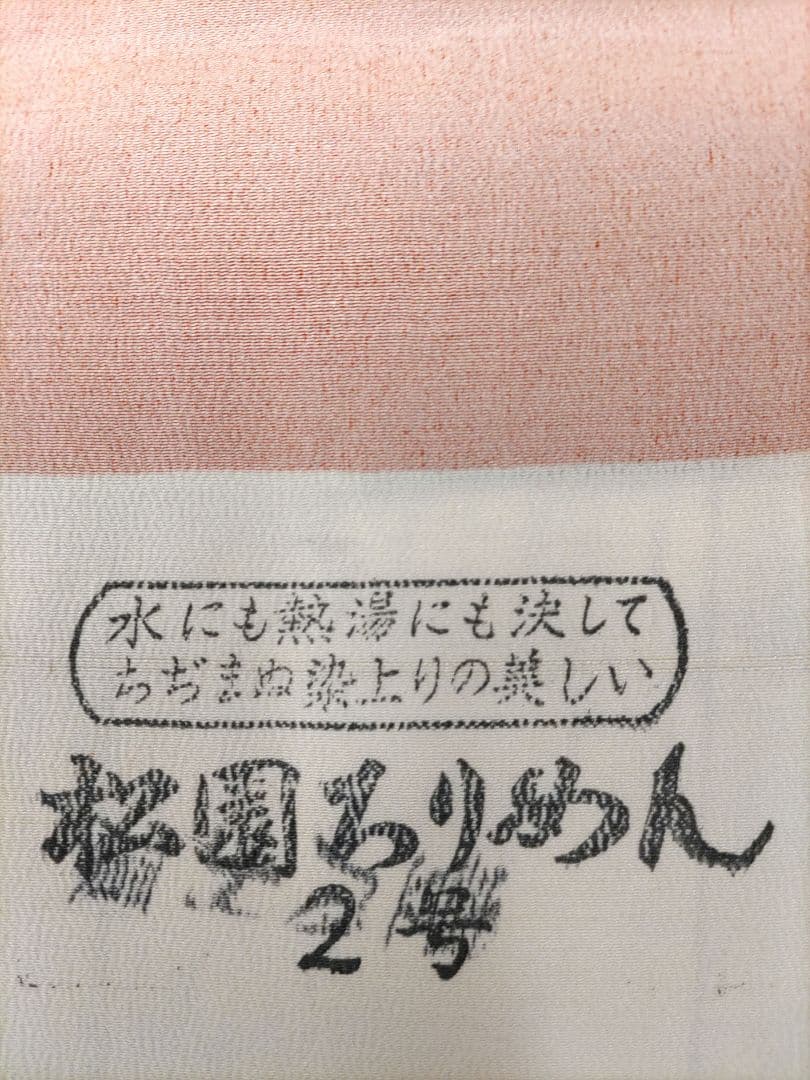 水にも熱湯にも決して
ちぢまぬ染上りの美しい
松園ちりめん
2号